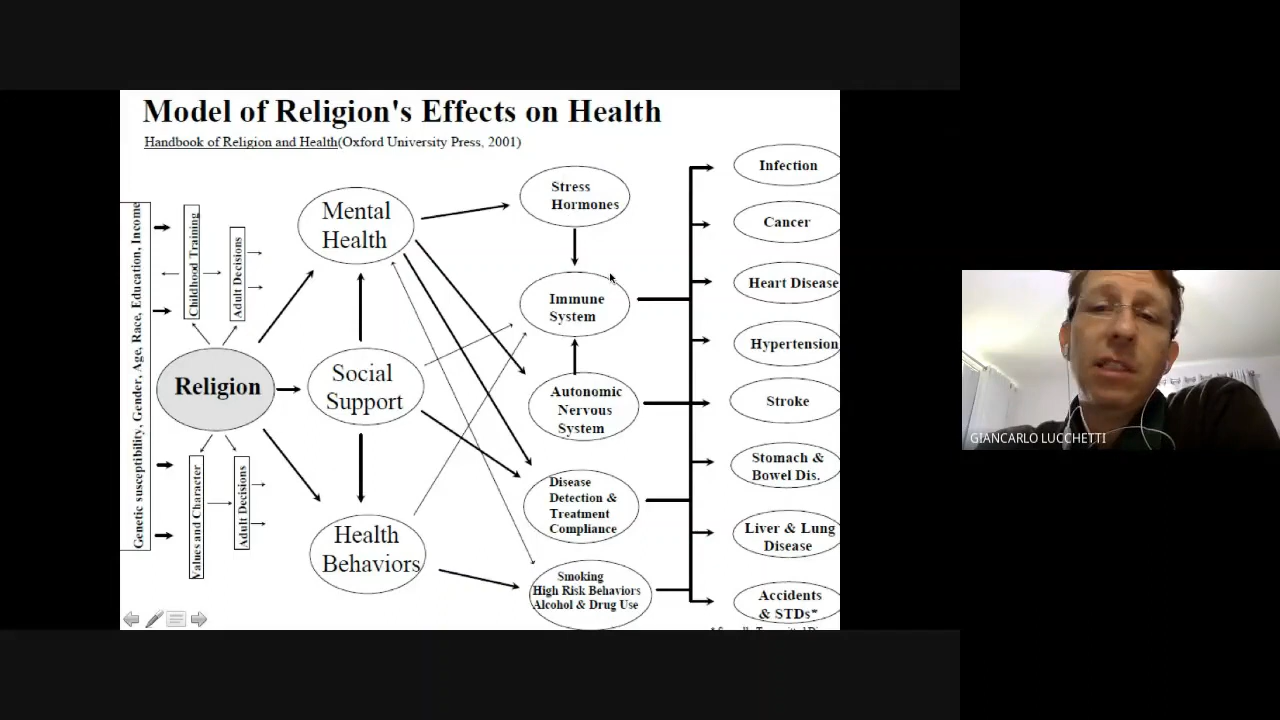 Model of Religion's Effects on Health
Handbook of Religion and Health(Oxford University Press, 2001)
Genetic susceptibility, Gender, Age, Race, Education, Income
Childhood Training
Adult Decisions
Religion
Values and Character
Adult Decisions
Mental
Health
Social
Support
Health
Behaviors
Stress
Hormones
Immune
System
Autonomic
Nervous
System
Disease
Detection &
Treatment
Compliance
Smoking
High Risk Behaviors
Alcohol & Drug Use
Infection
Cancer
Heart Disease
Hypertension
Stroke
Stomach &
Bowel Dis.
Liver & Lung
Disease
Accidents
& STDs*
GIANCARLO LUCCHETTI